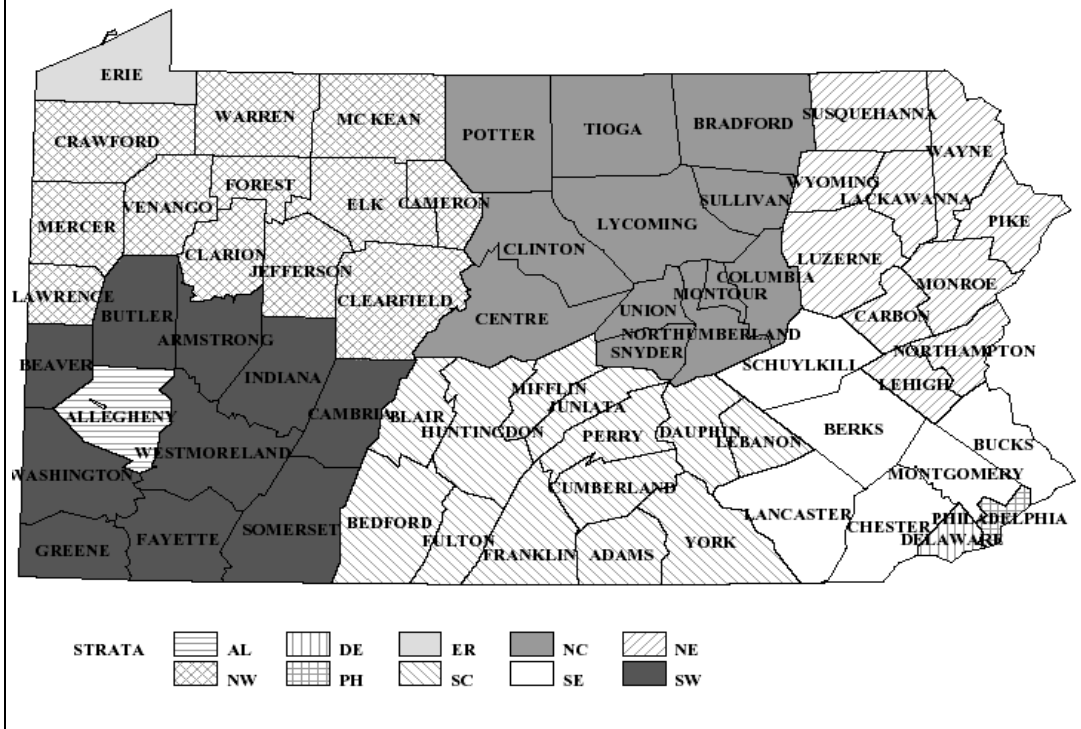 ERIE
WARREN
MC KEAN
SUSQUEHANNA
POTTER
TIOGA
BRADFORD
CRAWFORD
WAYNE
FOREST
WYOMING
ELK
CAMERON
SULLIVAN
LACKAWANNA
VENANGO
MERCER
LYCOMING
PIKE
CLINTON
CLARION
LUZERNE
JEFFERSON
COLUMBIA
MONROE
LAWRENCE
CLEARFIELD
MONTOUR
UNION
BUTLER
CENTRE
CARBON
ARMSTRONG
NORTHUMBERLAND
SNYDER
NORTHAMPTON
BEAVER
SCHUYLKILL
INDIANA
LEHIGH
MIFFLIN
JUNIATA
ALLEGHENY
CAMBRIA
BLAIR
HUNTINGDON
PERRY
DAUPHIN
LEBANON
BERKS
BUCKS
WESTMORELAND
WASHINGTON
MONTGOMERY
CUMBERLAND
LANCASTER
PHILADELPHIA
BEDFORD
SOMERSET
CHESTER
FAYETTE
FULTON
DELAWARE
YORK
GREENE
FRANKLIN
ADAMS
STRATA
AL
DE
ER
NC
NE
NW
PH
SC
SE
SW